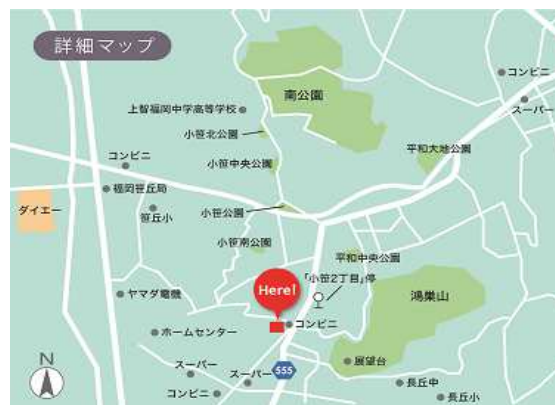 詳細マップ
南公園
コンビニ
スーパー
上智福岡中学高等学校
小笹北公園
平和大地公園
コンビニ
小笹中央公園
福岡笹丘局
ダイエー
笹丘小
小笹公園
小笹南公園
平和中央公園
「小笹2丁目」停
Here!
鴻巣山
ヤマダ電機
コンビニ
ホームセンター
スーパー
スーパー
555
展望台
N
コンビニ
長丘中
長丘小